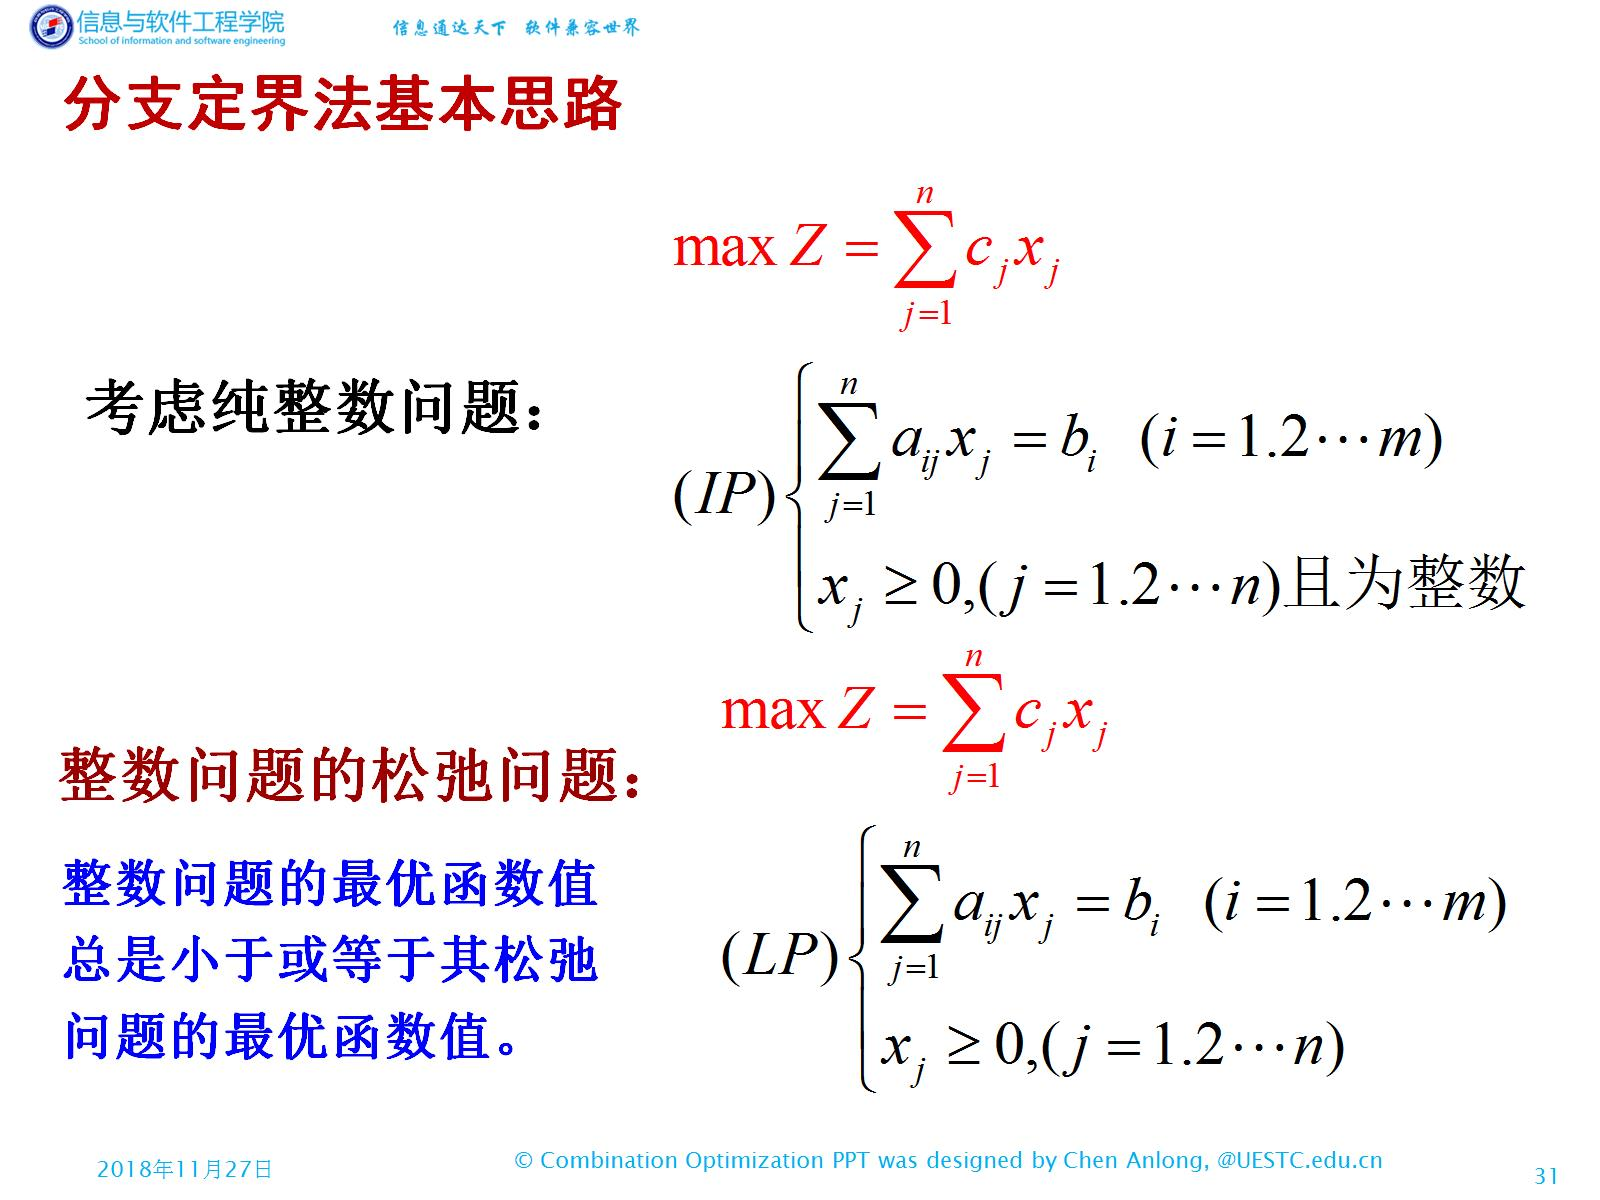 信息与软件工程学院
School of information and software engineering
信息通达天下 软件兼容世界
分支定界法基本思路
max Z = ∑_{j=1}^{n} c_j x_j
考虑纯整数问题：
(IP) { ∑_{j=1}^{n} a_{ij} x_j = b_i (i = 1.2⋯m)
x_j ≥ 0,(j = 1.2⋯n)且为整数
max Z = ∑_{j=1}^{n} c_j x_j
整数问题的松弛问题：
整数问题的最优函数值
总是小于或等于其松弛
问题的最优函数值。
(LP) { ∑_{j=1}^{n} a_{ij} x_j = b_i (i = 1.2⋯m)
x_j ≥ 0,(j = 1.2⋯n)
2018年11月27日
© Combination Optimization PPT was designed by Chen Anlong, @UESTC.edu.cn
31